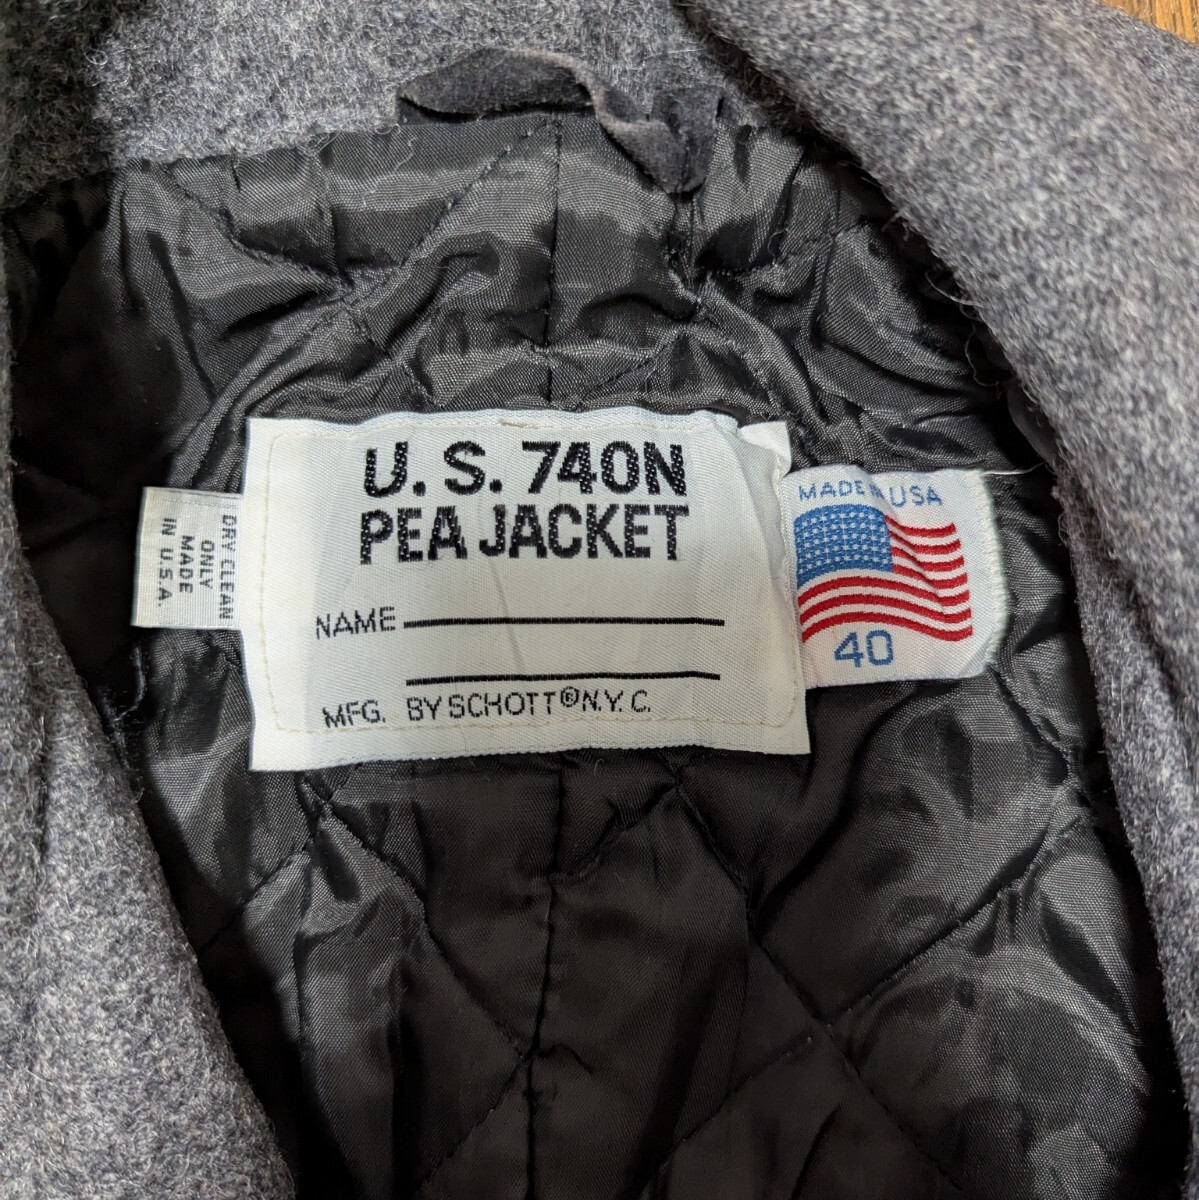 U. S. 740N
PEA JACKET
NAME
MFG. BY SCHOTT® N.Y.C.
DRY CLEAN
ONLY
MADE
IN U.S.A.
MADE IN USA
40